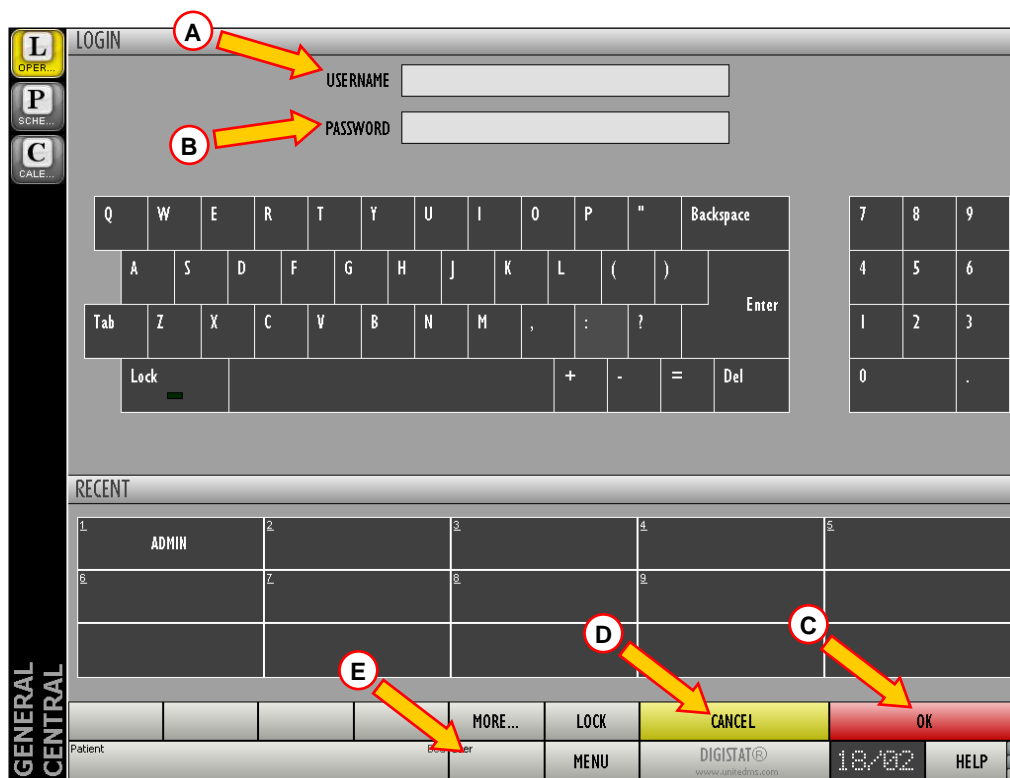 A
LOGIN
L
OPER...
USERNAME
P
SCHE...
PASSWORD
B
C
CALE...
Q W E R T Y U I O P " Backspace 7 8 9
A S D F G H J K L ( ) Enter 4 5 6
Tab Z X C V B N M , : ? 1 2 3
Lock + - = Del 0 .
RECENT
1 ADMIN 2 3 4 5
6 7 8 9
D
C
E
GENERAL
CENTRAL
MORE... LOCK CANCEL OK
Patient
MENU DIGISTAT® 18/02 HELP
www.unitedms.com